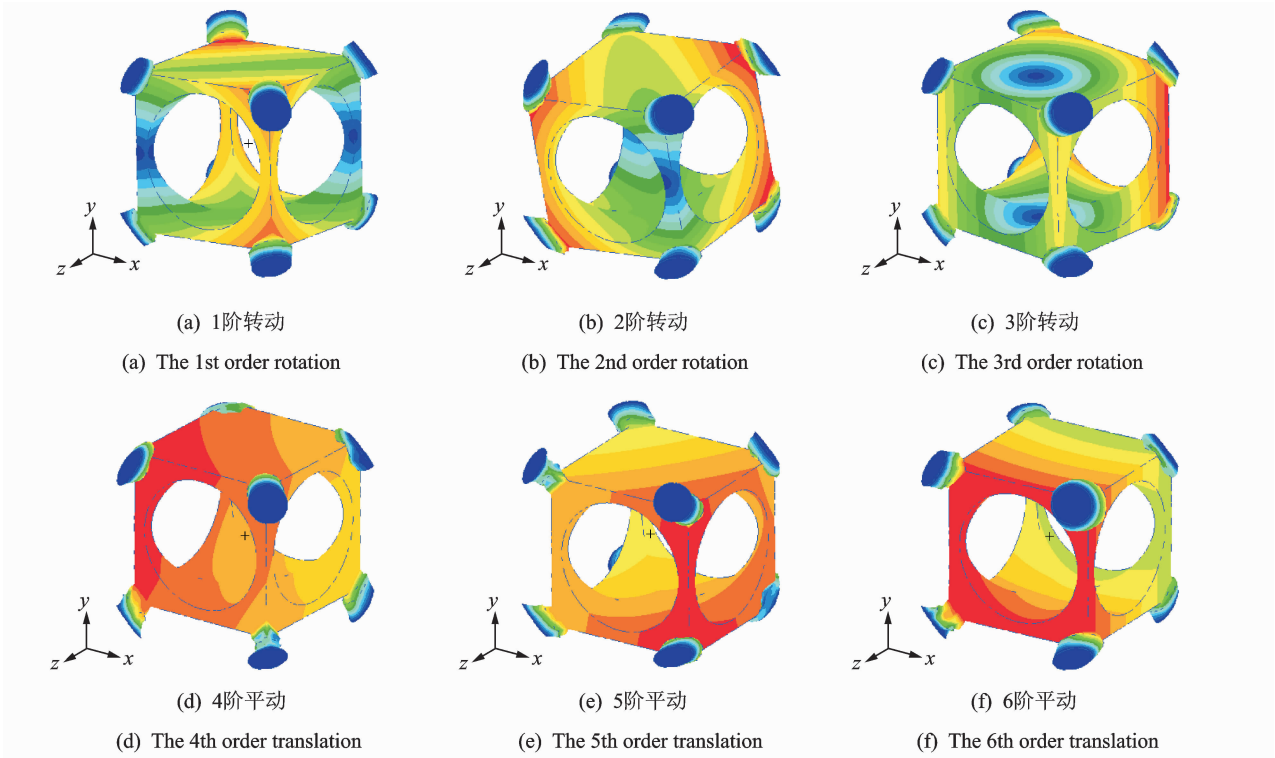 y
z
x
y
z
x
y
z
x
(a) 1阶转动
(b) 2阶转动
(c) 3阶转动
(a) The 1st order rotation
(b) The 2nd order rotation
(c) The 3rd order rotation
y
z
x
y
z
x
y
z
x
(d) 4阶平动
(e) 5阶平动
(f) 6阶平动
(d) The 4th order translation
(e) The 5th order translation
(f) The 6th order translation